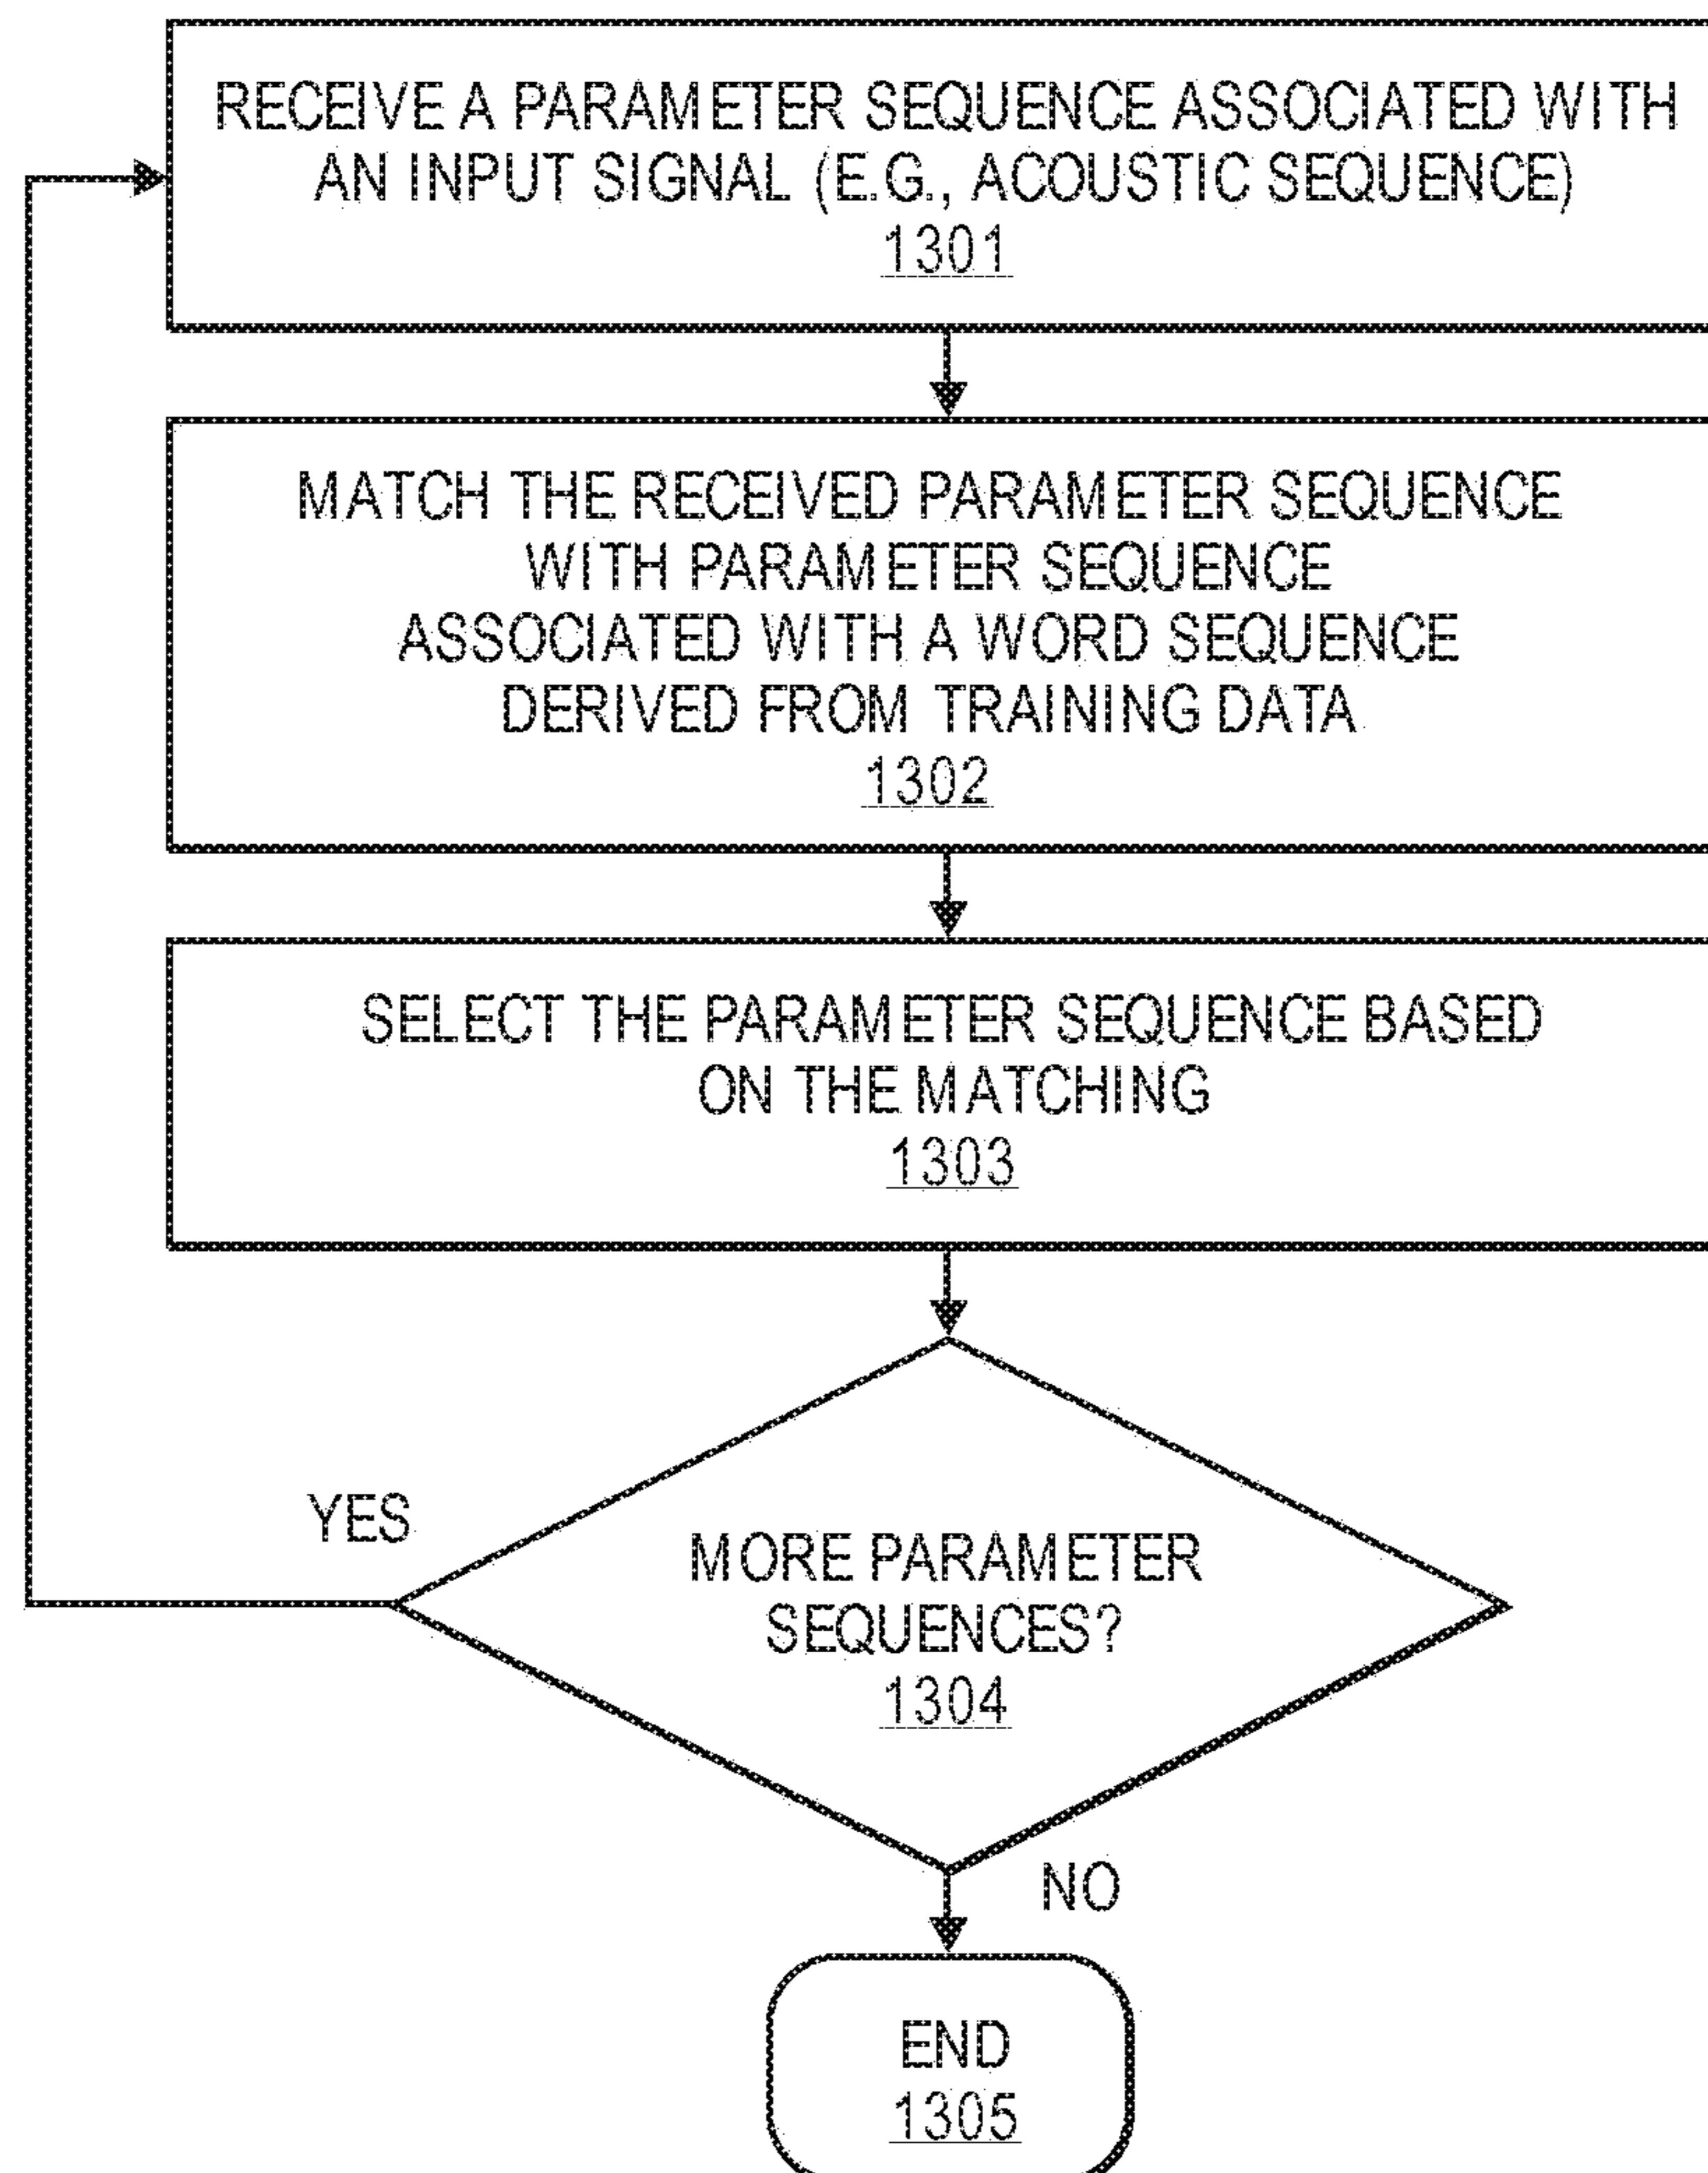 RECEIVE A PARAMETER SEQUENCE ASSOCIATED WITH
AN INPUT SIGNAL (E.G., ACOUSTIC SEQUENCE)
1301
MATCH THE RECEIVED PARAMETER SEQUENCE
WITH PARAMETER SEQUENCE
ASSOCIATED WITH A WORD SEQUENCE
DERIVED FROM TRAINING DATA
1302
SELECT THE PARAMETER SEQUENCE BASED
ON THE MATCHING
1303
YES
MORE PARAMETER
SEQUENCES?
1304
NO
END
1305